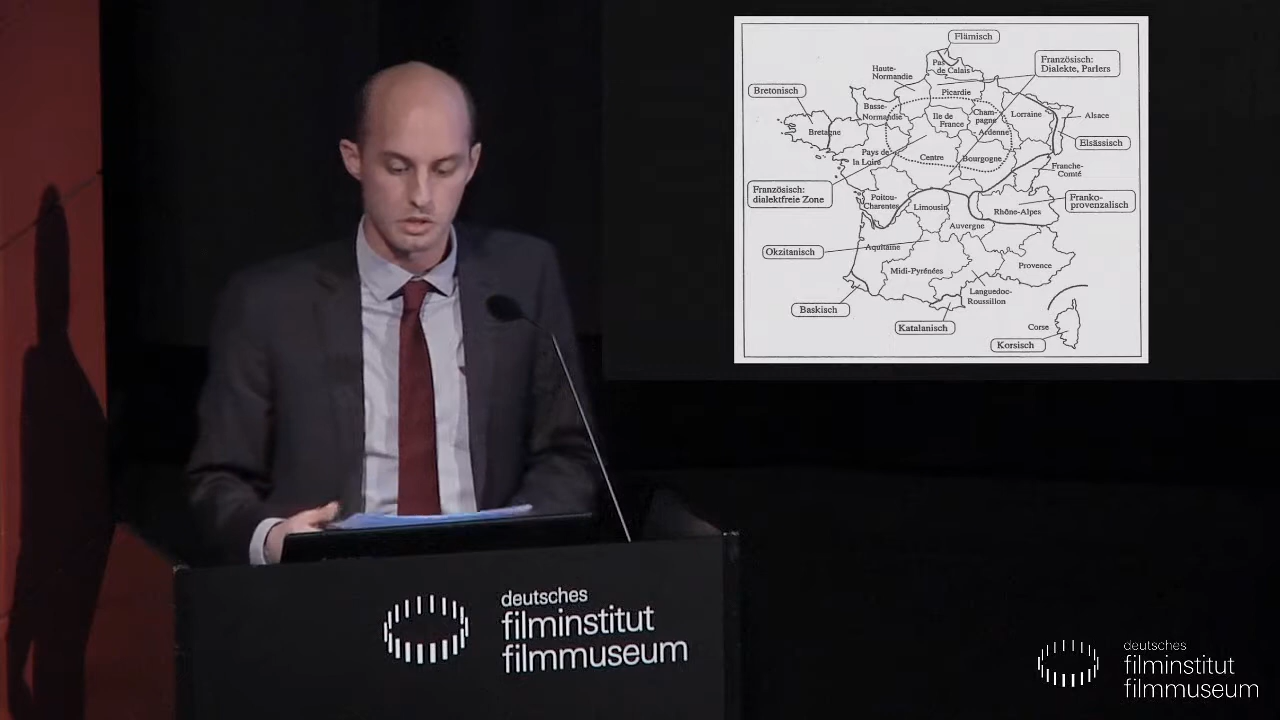 Flämisch
Französisch:
Dialekte, Parlers
Pas
de Calais
Haute-
Normandie
Bretonisch
Picardie
Basse-
Normandie
Ile de
France
Cham-
pagne
Ardenne
Lorraine
Alsace
Bretagne
Elsässisch
Pays de
la Loire
Centre
Bourgogne
Franche-
Comté
Französisch:
dialektfreie Zone
Poitou-
Charentes
Limousin
Rhône-Alpes
Franko-
provenzalisch
Auvergne
Okzitanisch
Aquitaine
Midi-Pyrénées
Provence
Languedoc-
Roussillon
Baskisch
Katalanisch
Corse
Korsisch
deutsches
filminstitut
filmmuseum
deutsches
filminstitut
filmmuseum